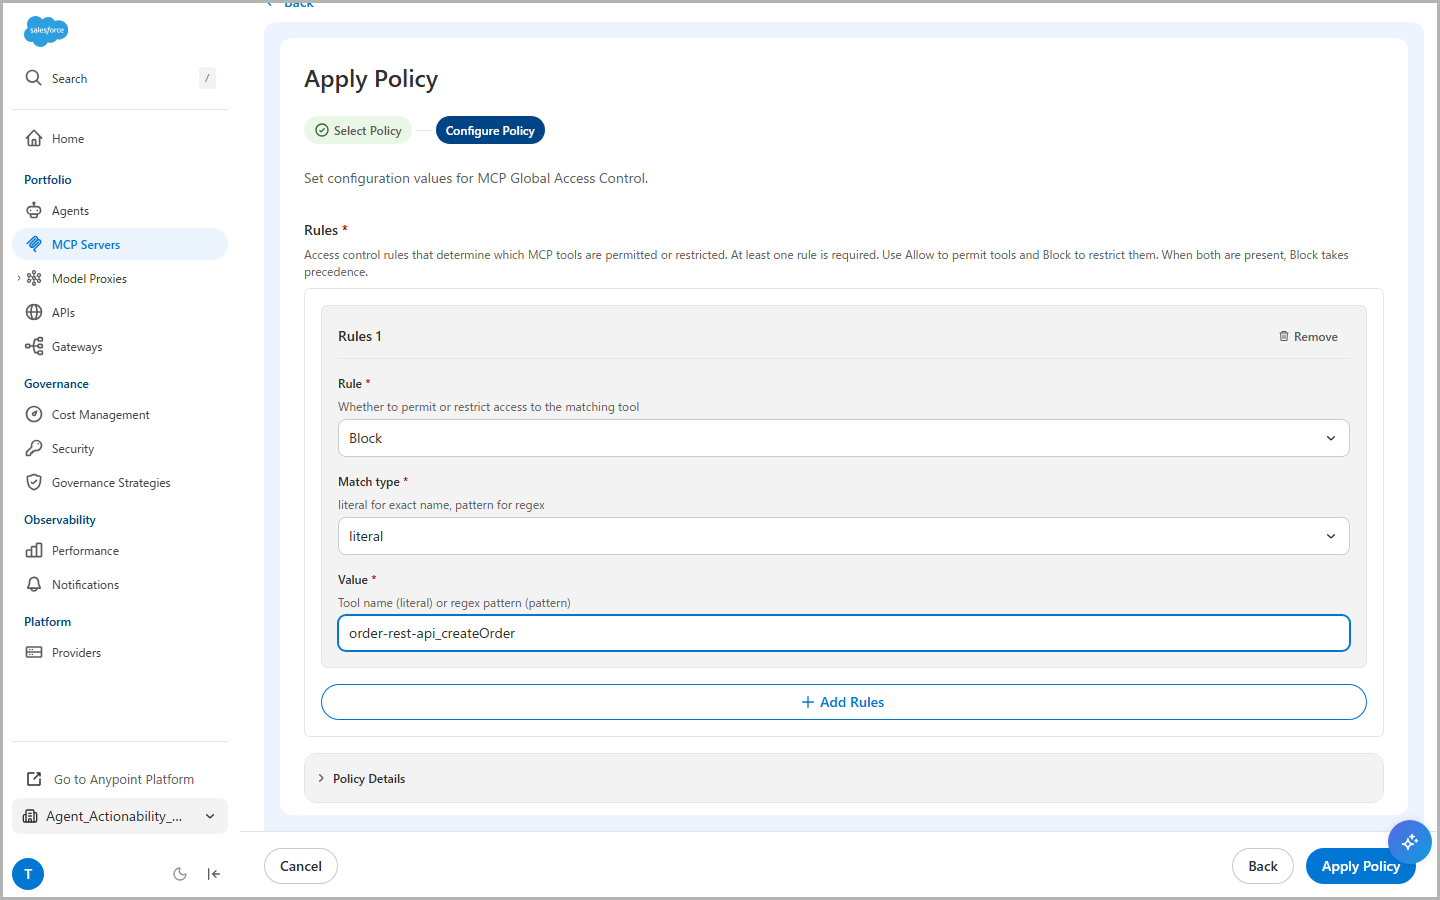 Back
salesforce
Search
/
Home
Portfolio
Agents
MCP Servers
Model Proxies
APIs
Gateways
Governance
Cost Management
Security
Governance Strategies
Observability
Performance
Notifications
Platform
Providers
Go to Anypoint Platform
Agent_Actionability_...
T
Apply Policy
Select Policy
Configure Policy
Set configuration values for MCP Global Access Control.
Rules *
Access control rules that determine which MCP tools are permitted or restricted. At least one rule is required. Use Allow to permit tools and Block to restrict them. When both are present, Block takes
precedence.
Rules 1
Remove
Rule *
Whether to permit or restrict access to the matching tool
Block
Match type *
literal for exact name, pattern for regex
literal
Value *
Tool name (literal) or regex pattern (pattern)
order-rest-api_createOrder
Add Rules
Policy Details
Cancel
Back
Apply Policy